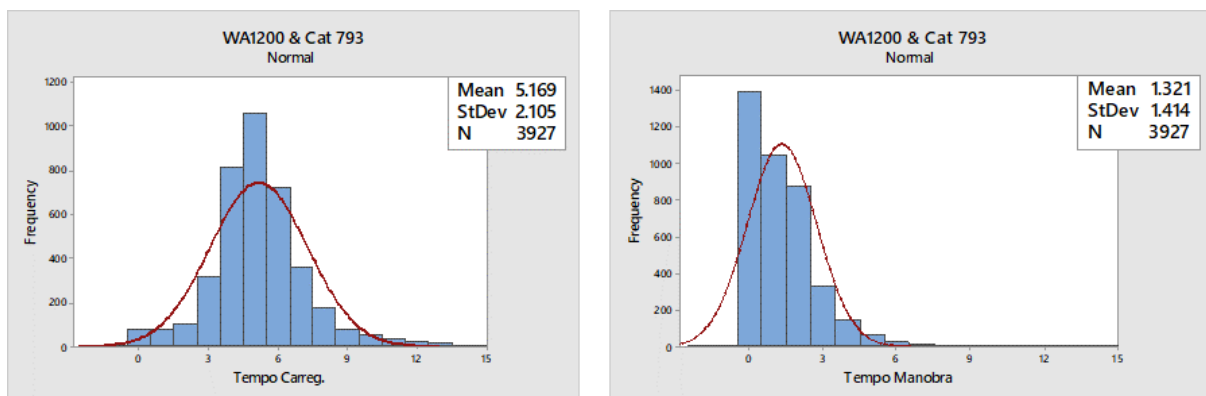 WA1200 & Cat 793
Normal
Mean 5.169
StDev 2.105
N 3927
1200
1000
800
600
400
200
0
Frequency
0 3 6 9 12 15
Tempo Carreg.
WA1200 & Cat 793
Normal
Mean 1.321
StDev 1.414
N 3927
1400
1200
1000
800
600
400
200
0
Frequency
0 3 6 9 12 15
Tempo Manobra